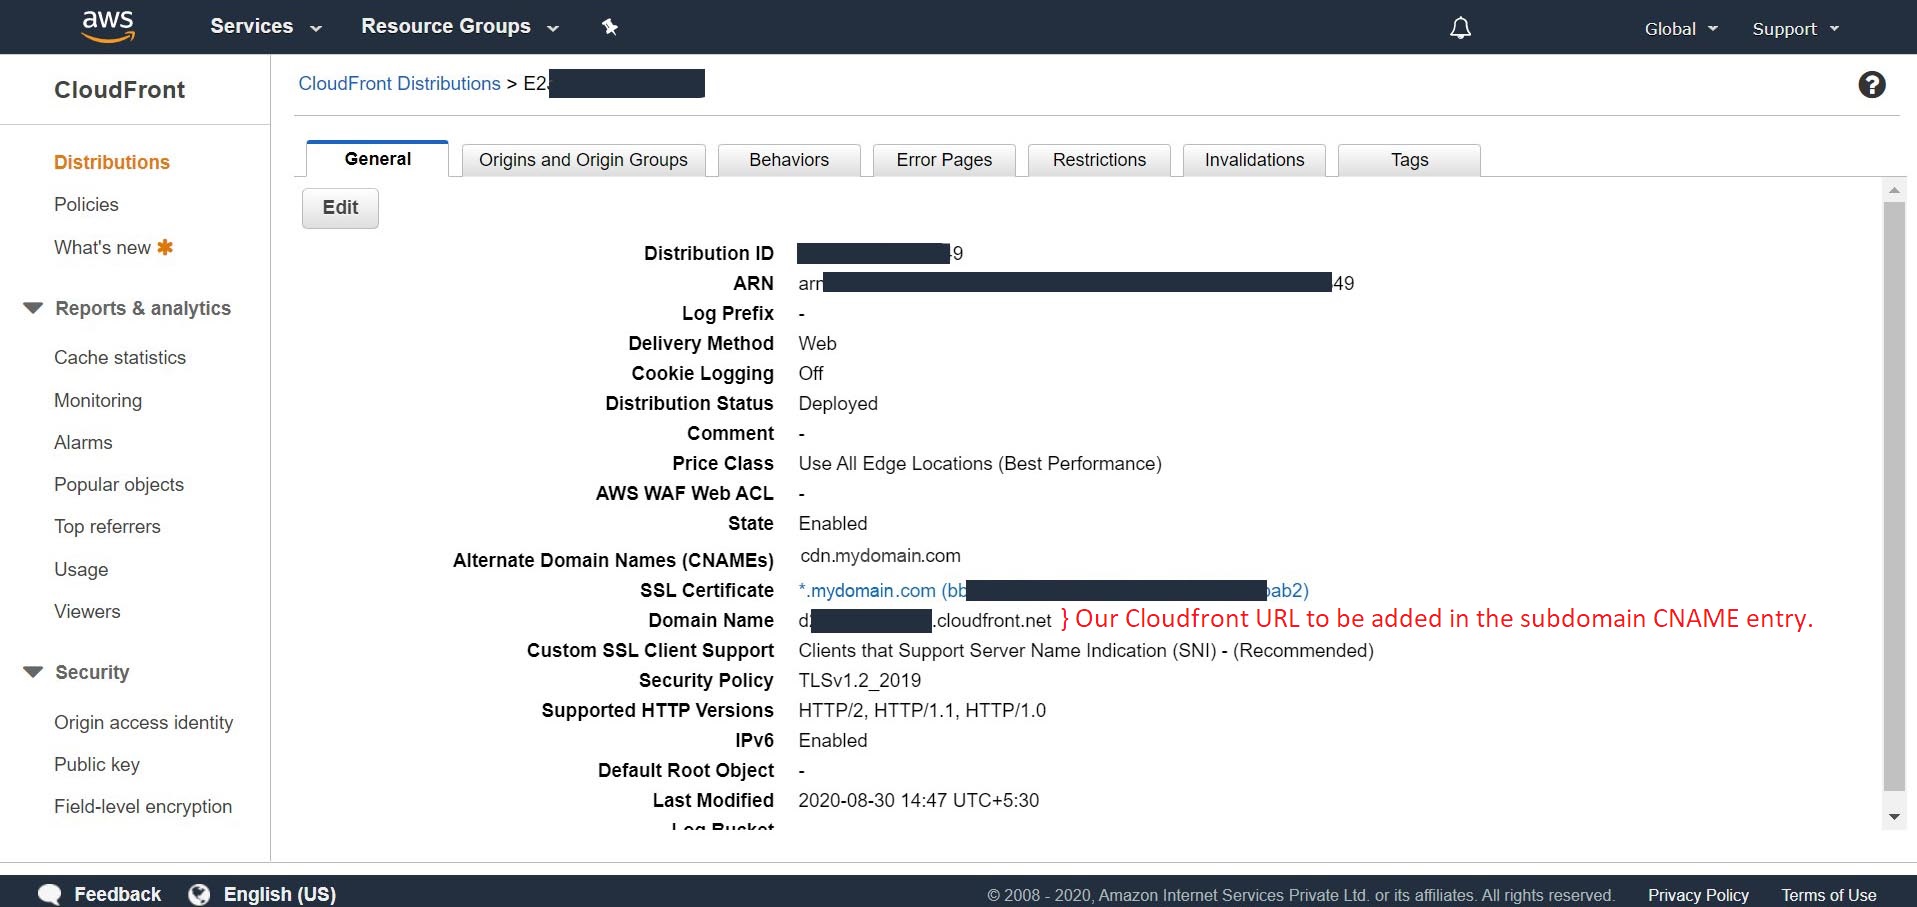 aws Services Resource Groups Global Support
CloudFront
CloudFront Distributions > E2
Distributions
Policies
What's new
Reports & analytics
Cache statistics
Monitoring
Alarms
Popular objects
Top referrers
Usage
Viewers
Security
Origin access identity
Public key
Field-level encryption
General Origins and Origin Groups Behaviors Error Pages Restrictions Invalidations Tags
Edit
Distribution ID 9
ARN arn 49
Log Prefix -
Delivery Method Web
Cookie Logging Off
Distribution Status Deployed
Comment -
Price Class Use All Edge Locations (Best Performance)
AWS WAF Web ACL -
State Enabled
Alternate Domain Names (CNAMEs) cdn.mydomain.com
SSL Certificate *.mydomain.com (bb ab2)
Domain Name d .cloudfront.net } Our Cloudfront URL to be added in the subdomain CNAME entry.
Custom SSL Client Support Clients that Support Server Name Indication (SNI) - (Recommended)
Security Policy TLSv1.2_2019
Supported HTTP Versions HTTP/2, HTTP/1.1, HTTP/1.0
IPv6 Enabled
Default Root Object -
Last Modified 2020-08-30 14:47 UTC+5:30
Log Bucket
Feedback English (US) © 2008 - 2020, Amazon Internet Services Private Ltd. or its affiliates. All rights reserved. Privacy Policy Terms of Use